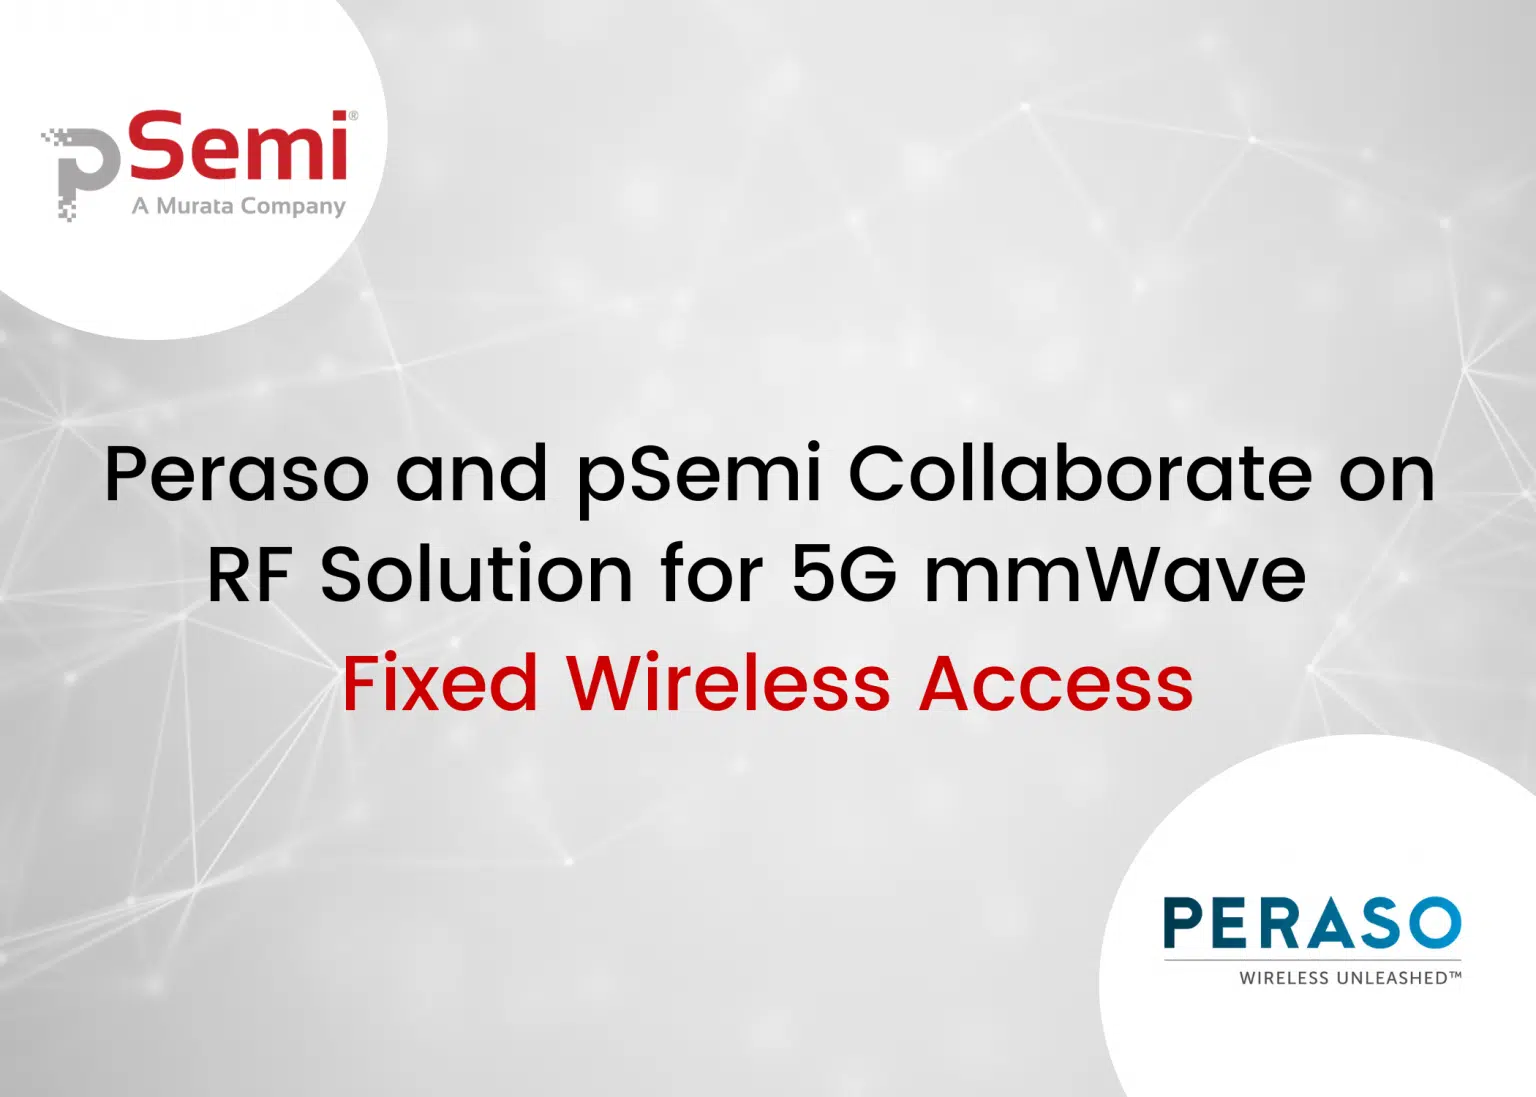 pSemi®
A Murata Company
Peraso and pSemi Collaborate on
RF Solution for 5G mmWave
Fixed Wireless Access
PERASO
WIRELESS UNLEASHED™